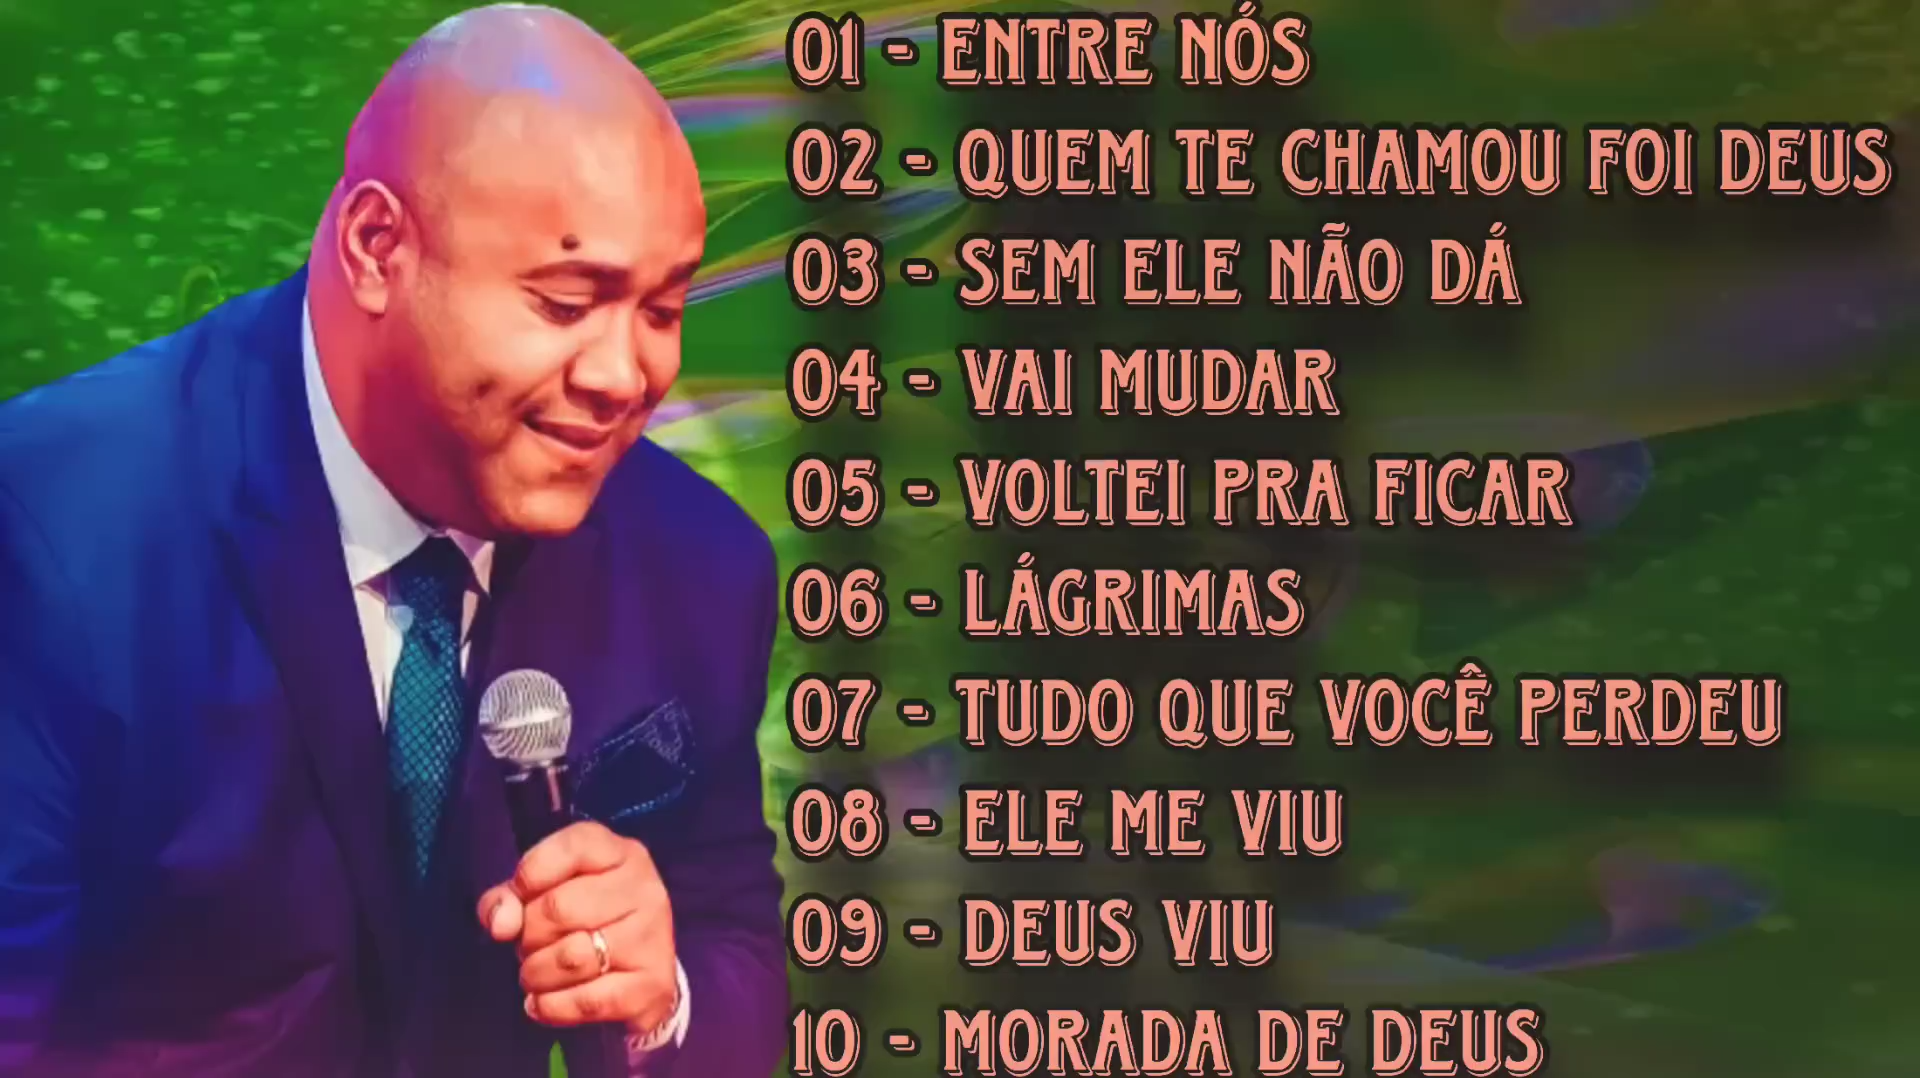 01 - ENTRE NÓS
02 - QUEM TE CHAMOU FOI DEUS
03 - SEM ELE NÃO DÁ
04 - VAI MUDAR
05 - VOLTEI PRA FICAR
06 - LÁGRIMAS
07 - TUDO QUE VOCÊ PERDEU
08 - ELE ME VIU
09 - DEUS VIU
10 - MORADA DE DEUS